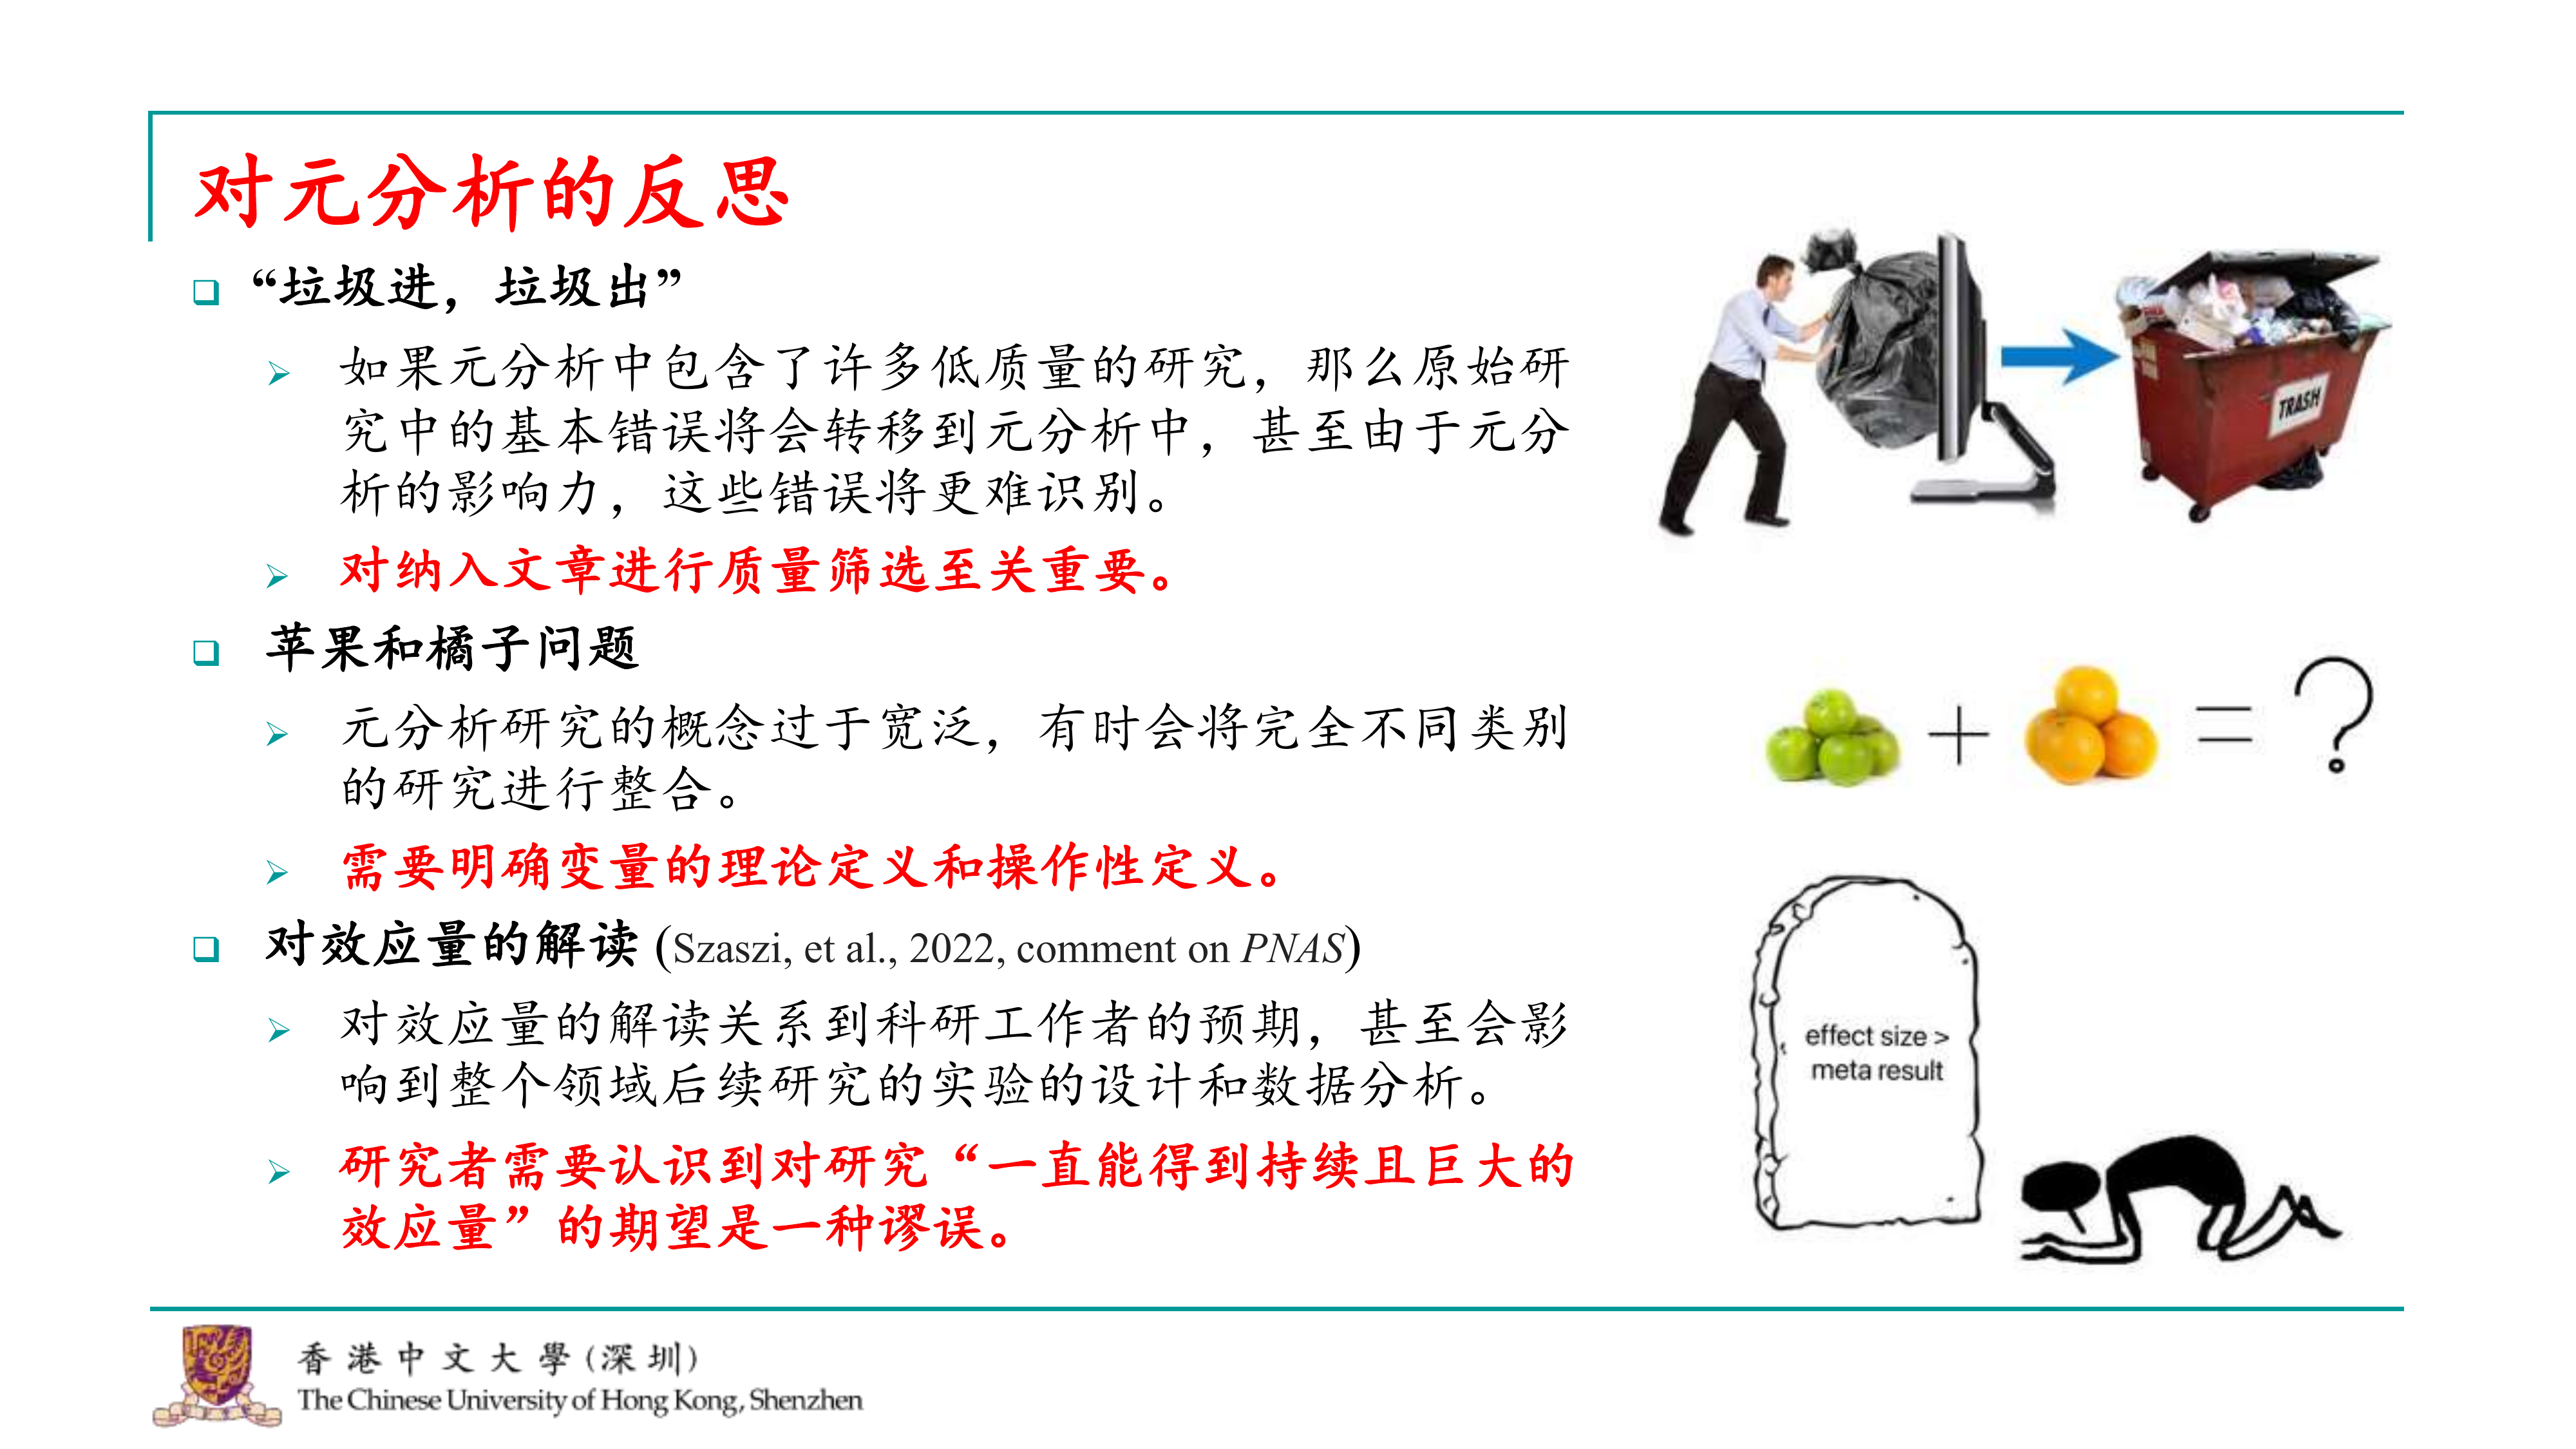 对元分析的反思
“垃圾进，垃圾出”
如果元分析中包含了许多低质量的研究，那么原始研
究中的基本错误将会转移到元分析中，甚至由于元分
析的影响力，这些错误将更难识别。
对纳入文章进行质量筛选至关重要。
苹果和橘子问题
元分析研究的概念过于宽泛，有时会将完全不同类别
的研究进行整合。
需要明确变量的理论定义和操作性定义。
对效应量的解读 (Szaszi, et al., 2022, comment on PNAS)
对效应量的解读关系到科研工作者的预期，甚至会影
响到整个领域后续研究的实验的设计和数据分析。
研究者需要认识到对研究“一直能得到持续且巨大的
效应量”的期望是一种谬误。
TRASH
+ = ?
effect size >
meta result
香港中文大學(深圳)
The Chinese University of Hong Kong, Shenzhen